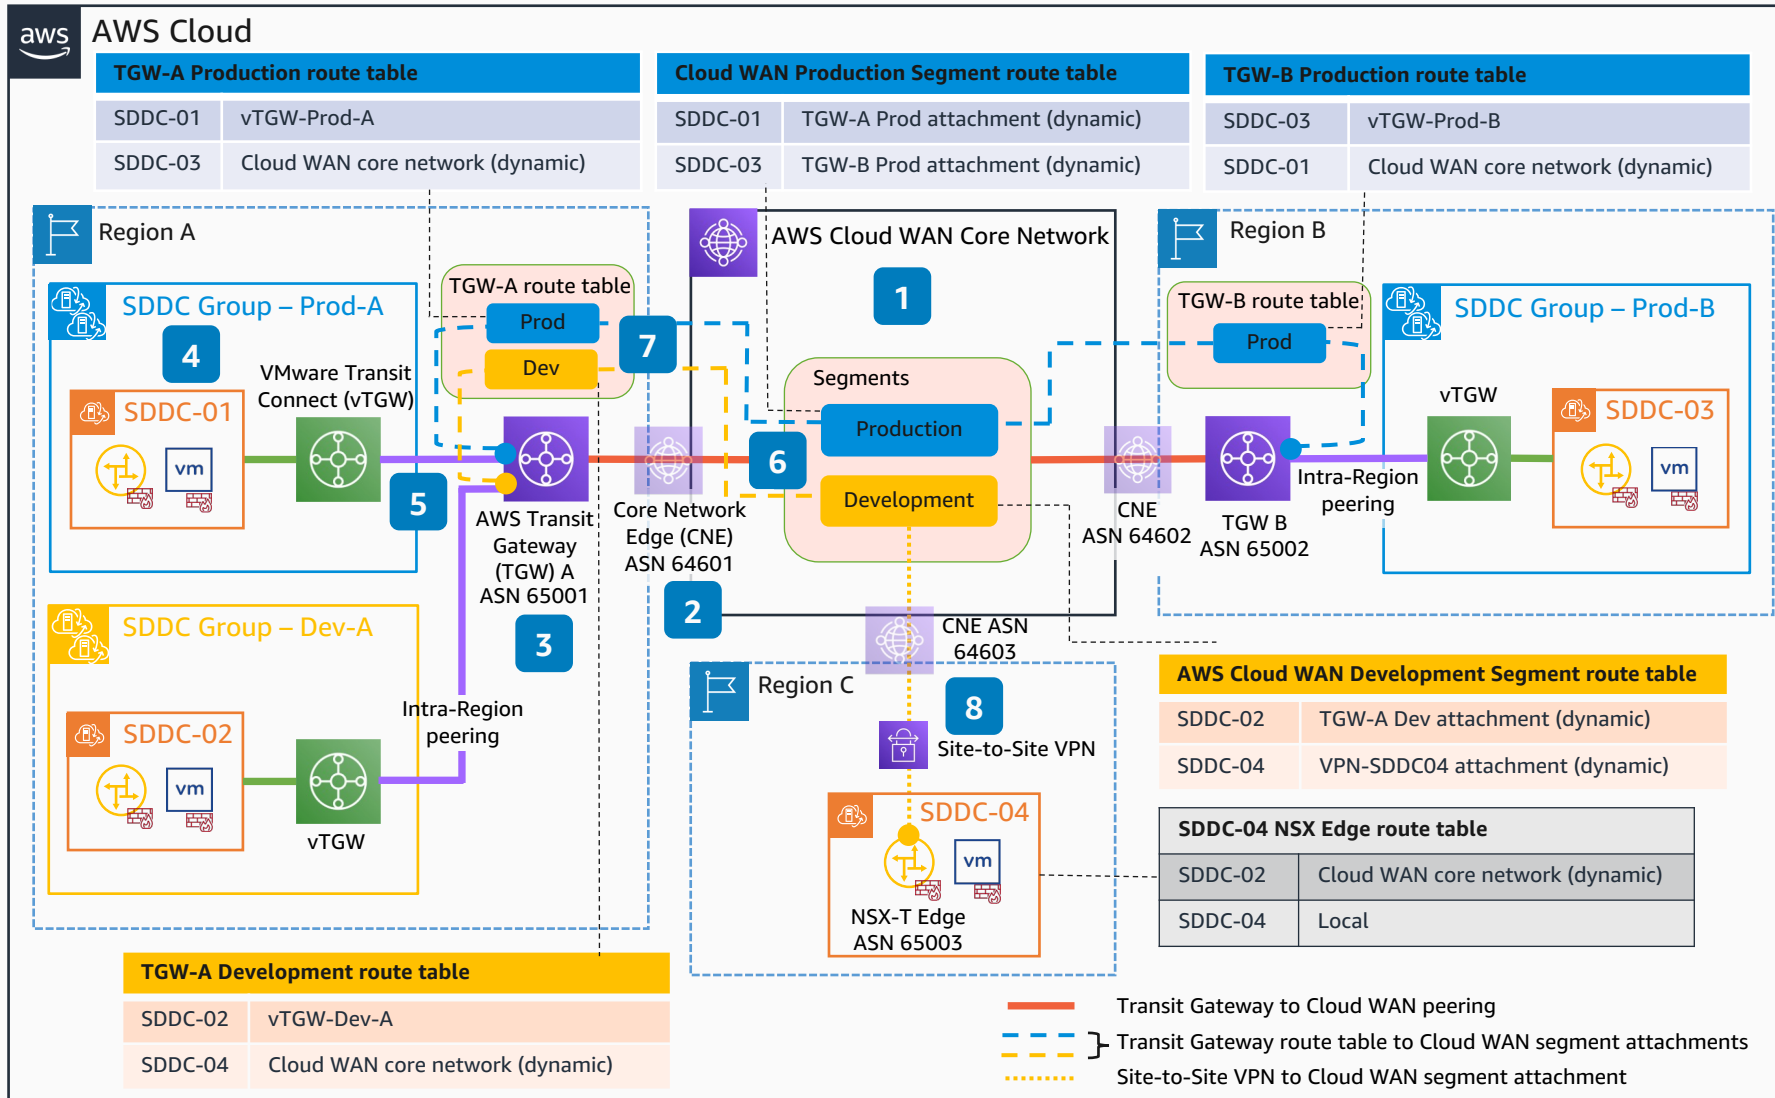 aws
AWS Cloud
TGW-A Production route table
SDDC-01 vTGW-Prod-A
SDDC-03 Cloud WAN core network (dynamic)
Cloud WAN Production Segment route table
SDDC-01 TGW-A Prod attachment (dynamic)
SDDC-03 TGW-B Prod attachment (dynamic)
TGW-B Production route table
SDDC-03 vTGW-Prod-B
SDDC-01 Cloud WAN core network (dynamic)
Region A
SDDC Group – Prod-A
4
SDDC-01
vm
VMware Transit
Connect (vTGW)
5
TGW-A route table
Prod
Dev
7
AWS Transit
Gateway
(TGW) A
ASN 65001
3
SDDC Group – Dev-A
SDDC-02
vm
vTGW
Intra-Region
peering
AWS Cloud WAN Core Network
1
Segments
Production
Development
6
Core Network
Edge (CNE)
ASN 64601
2
CNE
ASN 64602
CNE ASN
64603
Region B
TGW-B route table
Prod
SDDC Group – Prod-B
vTGW
SDDC-03
vm
Intra-Region
peering
TGW B
ASN 65002
Region C
8
Site-to-Site VPN
SDDC-04
vm
NSX-T Edge
ASN 65003
AWS Cloud WAN Development Segment route table
SDDC-02 TGW-A Dev attachment (dynamic)
SDDC-04 VPN-SDDC04 attachment (dynamic)
SDDC-04 NSX Edge route table
SDDC-02 Cloud WAN core network (dynamic)
SDDC-04 Local
TGW-A Development route table
SDDC-02 vTGW-Dev-A
SDDC-04 Cloud WAN core network (dynamic)
Transit Gateway to Cloud WAN peering
Transit Gateway route table to Cloud WAN segment attachments
Site-to-Site VPN to Cloud WAN segment attachment